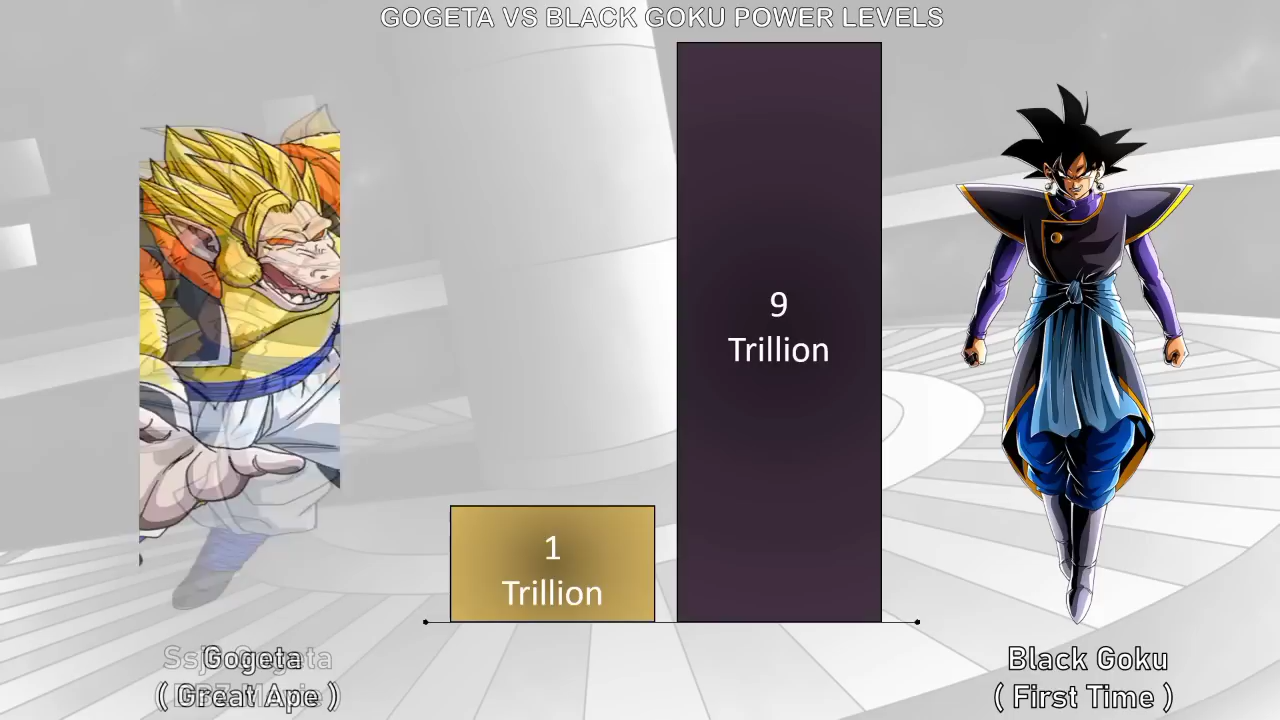 GOGETA VS BLACK GOKU POWER LEVELS
9
Trillion
1
Trillion
Gogeta
( Great Ape )
Black Goku
( First Time )